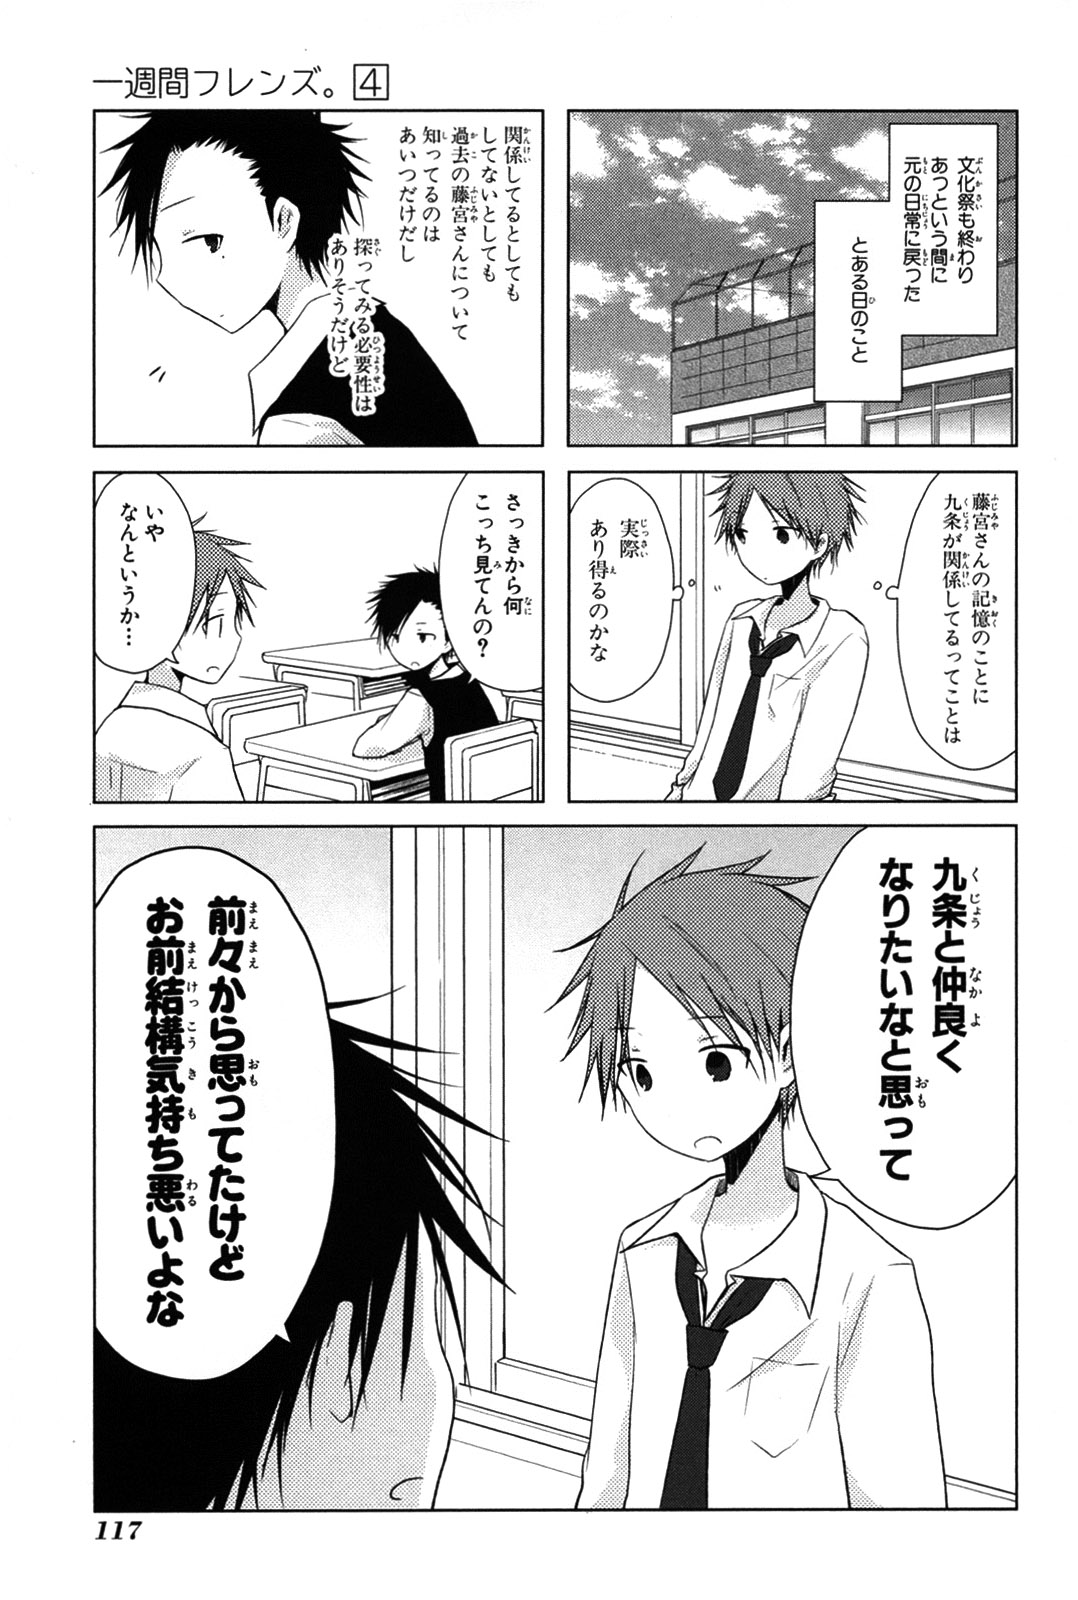 一週間フレンズ。4
文化祭も終わり
あっという間に
元の日常に戻った
とある日のこと
藤宮さんの記憶のことに
九条が関係してるってことは
実際
あり得るのかな
関係してるとしても
してないとしても
過去の藤宮さんについて
知ってるのは
あいつだけだし
探ってみる必要性は
ありそうだけど
さっきから何
こっち見てんの?
いや
なんというか…
九条と仲良く
なりたいなと思って
前々から思ってたけど
お前結構気持ち悪いよな
117